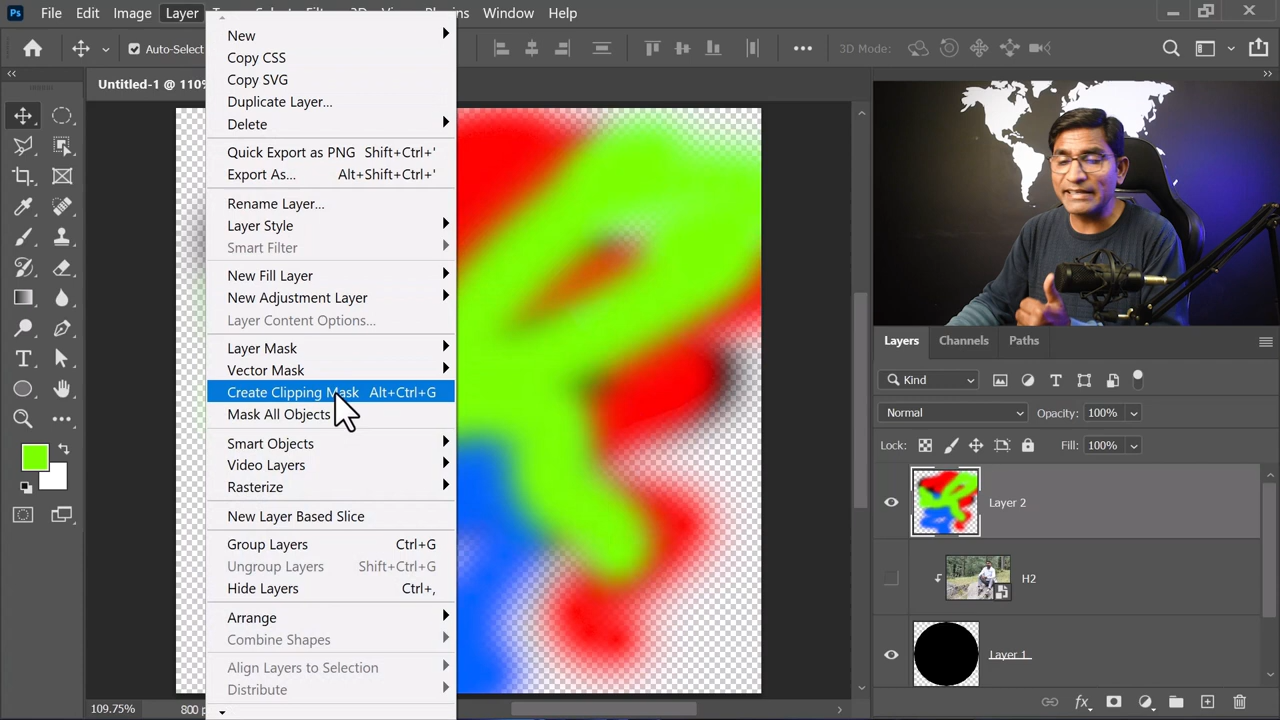 Ps File Edit Image Layer Window Help
Auto-Select
3D Mode:
Untitled-1 @ 110%
New
Copy CSS
Copy SVG
Duplicate Layer...
Delete
Quick Export as PNG Shift+Ctrl+'
Export As... Alt+Shift+Ctrl+'
Rename Layer...
Layer Style
Smart Filter
New Fill Layer
New Adjustment Layer
Layer Content Options...
Layer Mask
Vector Mask
Create Clipping Mask Alt+Ctrl+G
Mask All Objects
Smart Objects
Video Layers
Rasterize
New Layer Based Slice
Group Layers Ctrl+G
Ungroup Layers Shift+Ctrl+G
Hide Layers Ctrl+,
Arrange
Combine Shapes
Align Layers to Selection
Distribute
109.75% 800 p
Layers Channels Paths
Kind
Normal Opacity: 100%
Lock: Fill: 100%
Layer 2
H2
Layer 1
fx